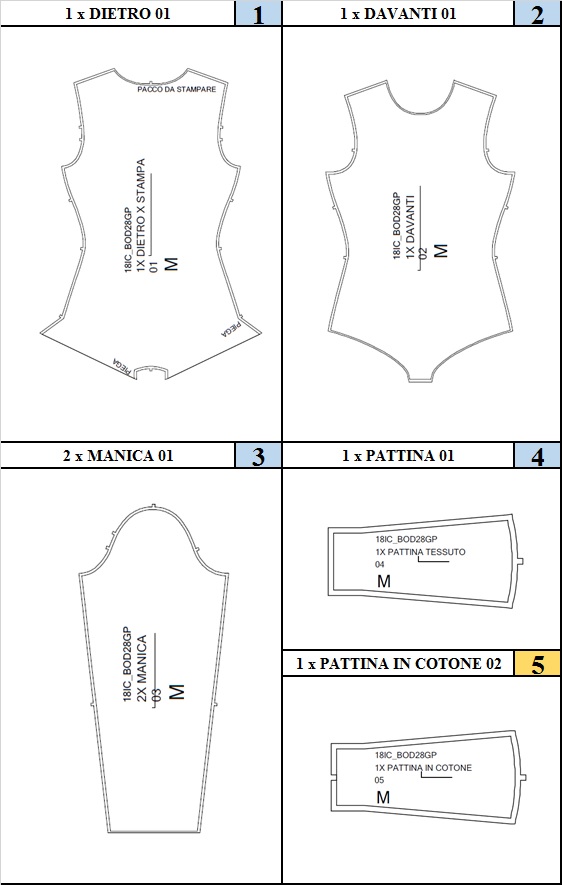 1 x DIETRO 01
1
PACCO DA STAMPARE
18IC_BOD28GP
1X DIETRO X STAMPA
01
M
PIEGA
PIEGA
1 x DAVANTI 01
2
18IC_BOD28GP
1X DAVANTI
02
M
2 x MANICA 01
3
18IC_BOD28GP
2X MANICA
03
M
1 x PATTINA 01
4
18IC_BOD28GP
1X PATTINA TESSUTO
04
M
1 x PATTINA IN COTONE 02
5
18IC_BOD28GP
1X PATTINA IN COTONE
05
M